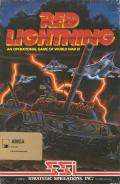 RED
LIGHTNING
AN OPERATIONAL GAME OF WORLD WAR III
AMIGA
SSI
STRATEGIC SIMULATIONS, INC.